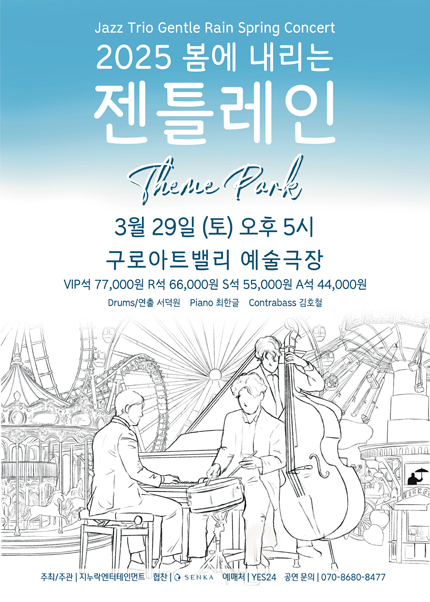 Jazz Trio Gentle Rain Spring Concert
2025 봄에 내리는
젠틀레인
Theme Park
3월 29일 (토) 오후 5시
구로아트밸리 예술극장
VIP석 77,000원 R석 66,000원 S석 55,000원 A석 44,000원
Drums/연출 서덕원 Piano 최한글 Contrabass 김호철
주최/주관 | 지누락엔터테인먼트 협찬 | SENKA 예매처 | YES24 공연 문의 | 070-8680-8477